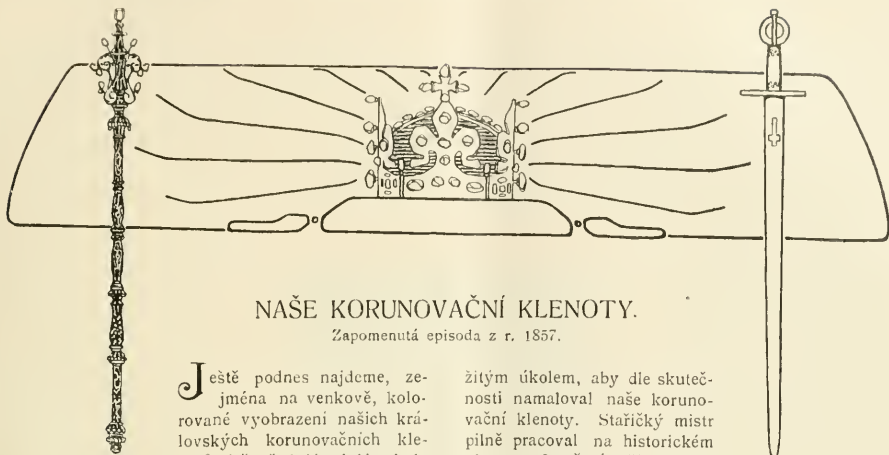 NAŠE KORUNOVAČNÍ KLENOTY.
Zapomenutá episoda z r. 1857.
Ještě podnes najdeme, ze-
jména na venkově, kolo-
rované vyobrazení našich krá-
lovských korunovačních kle-
žitým úkolem, aby dle skuteč-
nosti namaloval naše koruno-
vační klenoty. Stařičký mistr
pilně pracoval na historickém